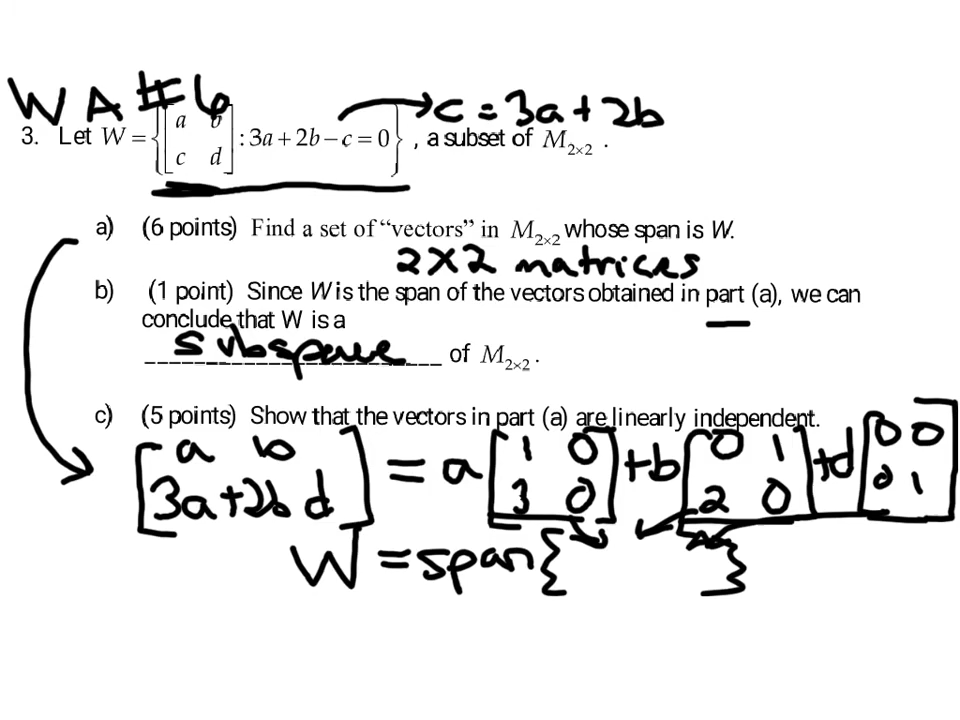 WA #6
c = 3a + 2b
3. Let W = {[a b c d] : 3a + 2b − c = 0} , a subset of M2×2 .
a) (6 points) Find a set of “vectors” in M2×2 whose span is W.
2×2 matrices
b) (1 point) Since W is the span of the vectors obtained in part (a), we can
conclude that W is a
subspace of M2×2 .
c) (5 points) Show that the vectors in part (a) are linearly independent.
[a b 3a+2b d] = a [1 0 3 0] + b [0 1 2 0] + d [0 0 0 1]
W = span{ }